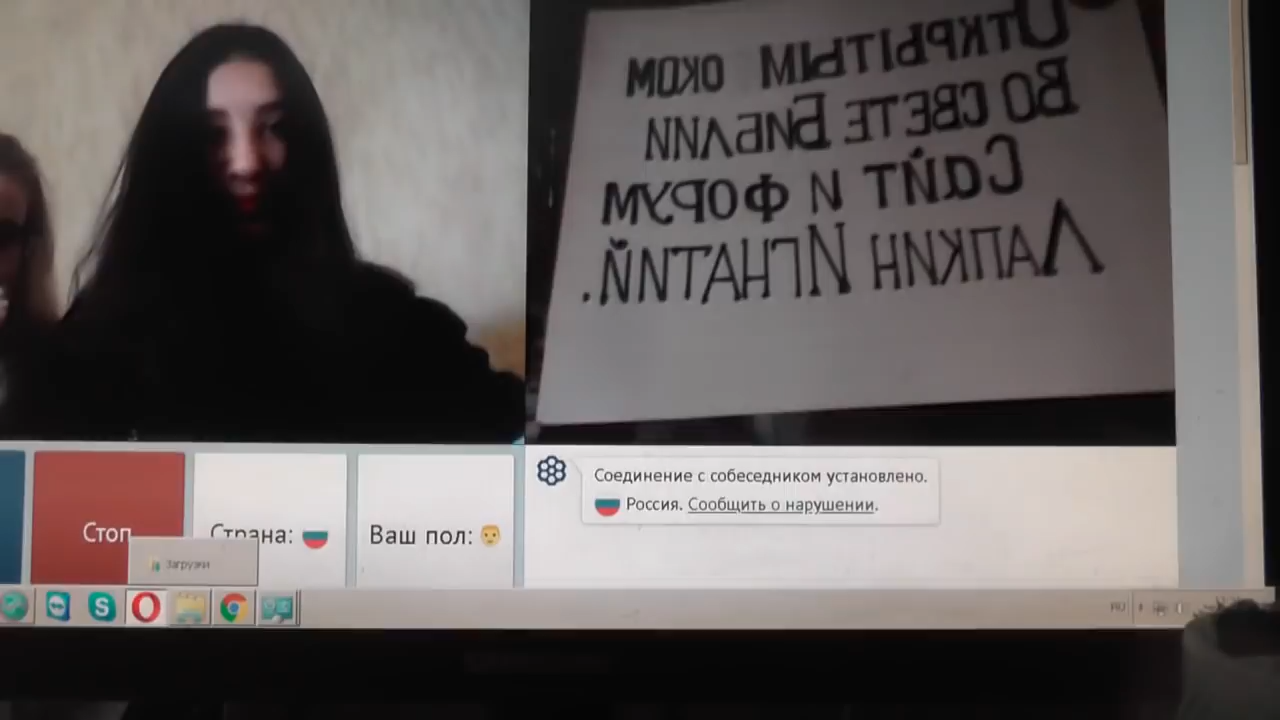 Открытым оком
во свете Библии
Сайт и форум
Лапкин Игнатий.
Соединение с собеседником установлено.
Россия. Сообщить о нарушении.
Стоп
Страна:
Ваш пол:
Загрузки
RU